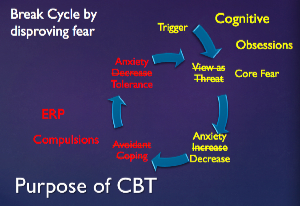 Break Cycle by
disproving fear
Trigger
Cognitive
Obsessions
View as
Threat
Core Fear
Anxiety
Decrease
Tolerance
ERP
Compulsions
Avoidant
Coping
Anxiety
Increase
Decrease
Purpose of CBT